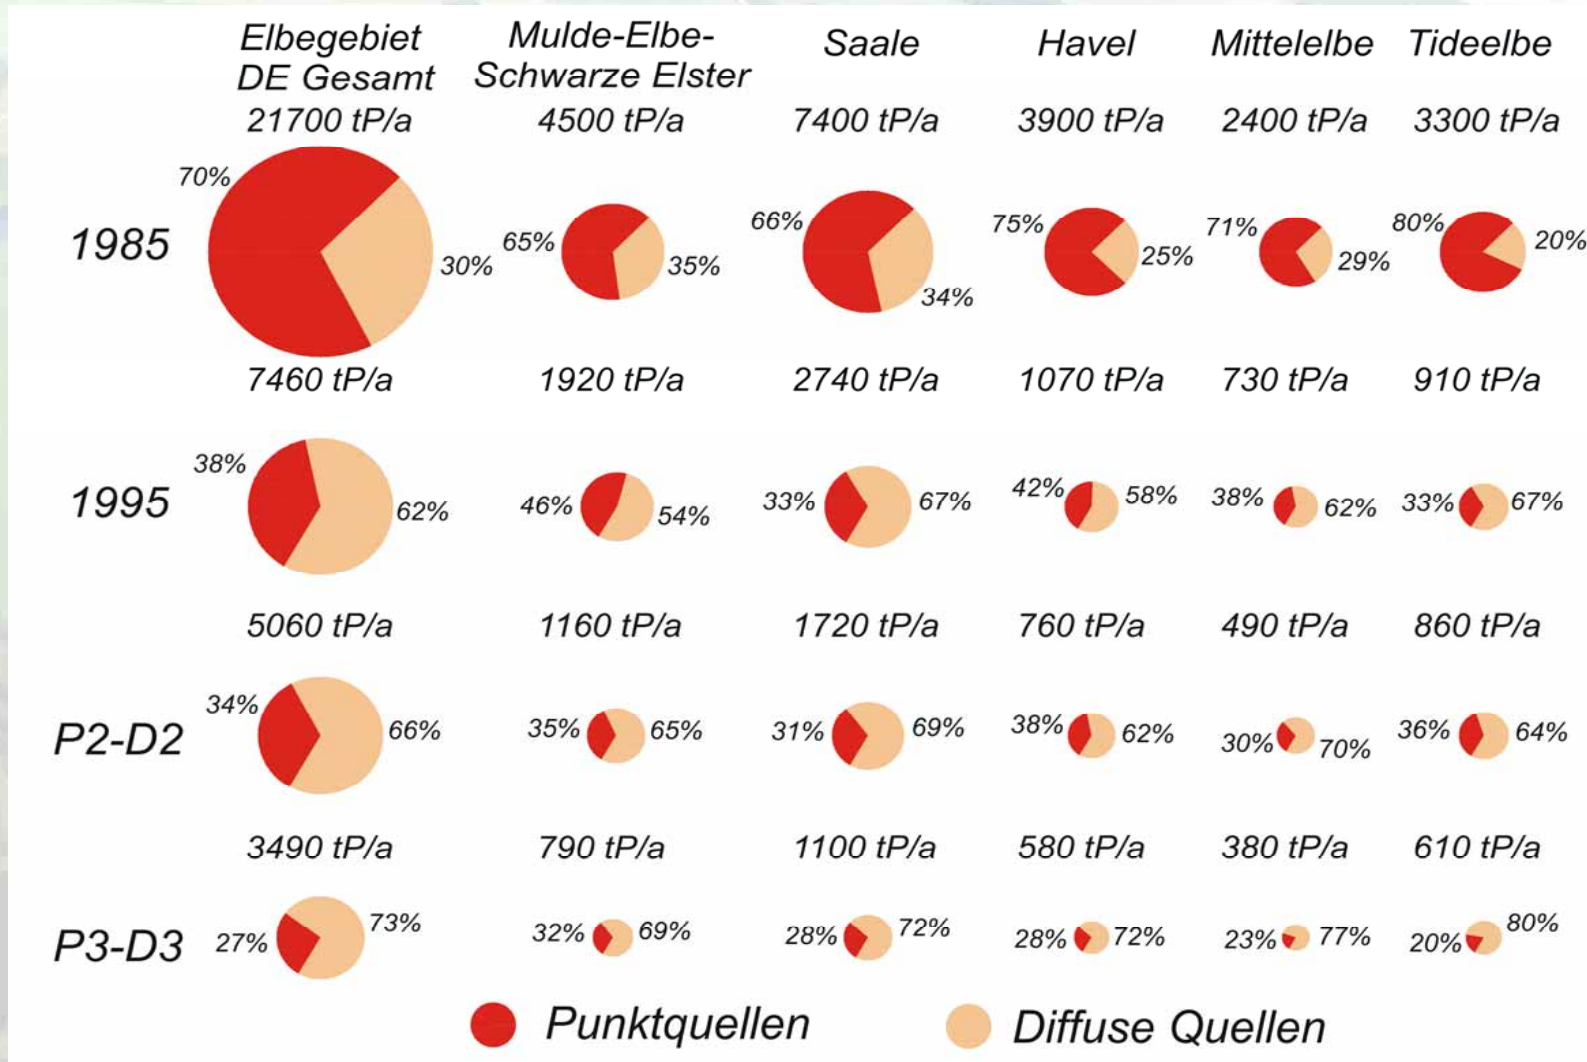 Elbegebiet
DE Gesamt
Mulde-Elbe-
Schwarze Elster
Saale
Havel
Mittelelbe
Tideelbe
21700 tP/a
4500 tP/a
7400 tP/a
3900 tP/a
2400 tP/a
3300 tP/a
1985
70%
30%
65%
35%
66%
34%
75%
25%
71%
29%
80%
20%
7460 tP/a
1920 tP/a
2740 tP/a
1070 tP/a
730 tP/a
910 tP/a
1995
38%
62%
46%
54%
33%
67%
42%
58%
38%
62%
33%
67%
5060 tP/a
1160 tP/a
1720 tP/a
760 tP/a
490 tP/a
860 tP/a
P2-D2
34%
66%
35%
65%
31%
69%
38%
62%
30%
70%
36%
64%
3490 tP/a
790 tP/a
1100 tP/a
580 tP/a
380 tP/a
610 tP/a
P3-D3
27%
73%
32%
69%
28%
72%
28%
72%
23%
77%
20%
80%
Punktquellen
Diffuse Quellen